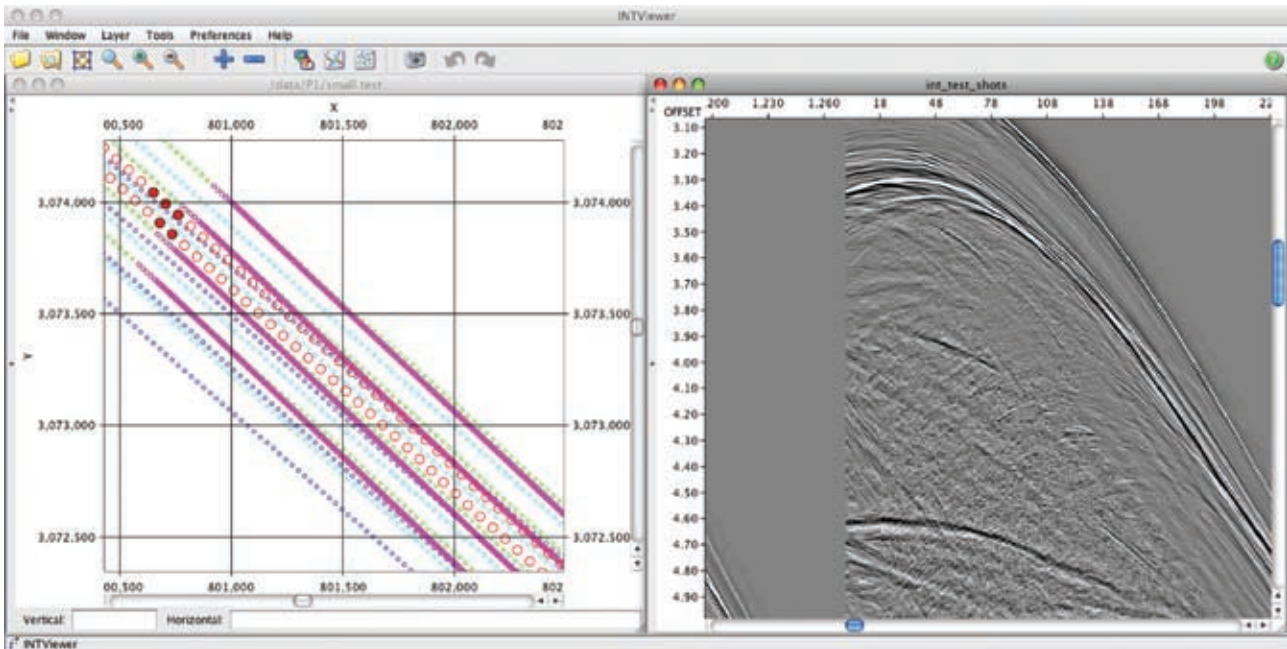 INTViewer
File Window Layer Tools Preferences Help
/data/P1/small.test
X
00,500 801,000 801,500 802,000 802
3,074,000 3,074,000
3,073,500 3,073,500
Y
3,073,000 3,073,000
3,072,500 3,072,500
00,500 801,000 801,500 802,000 802
Vertical: Horizontal:
int_test_shots
OFFSET 1,200 1,230 1,260 18 48 78 108 138 168 198 22
3.10
3.20
3.30
3.40
3.50
3.60
3.70
3.80
3.90
4.00
4.10
4.20
4.30
4.40
4.50
4.60
4.70
4.80
4.90
INTViewer